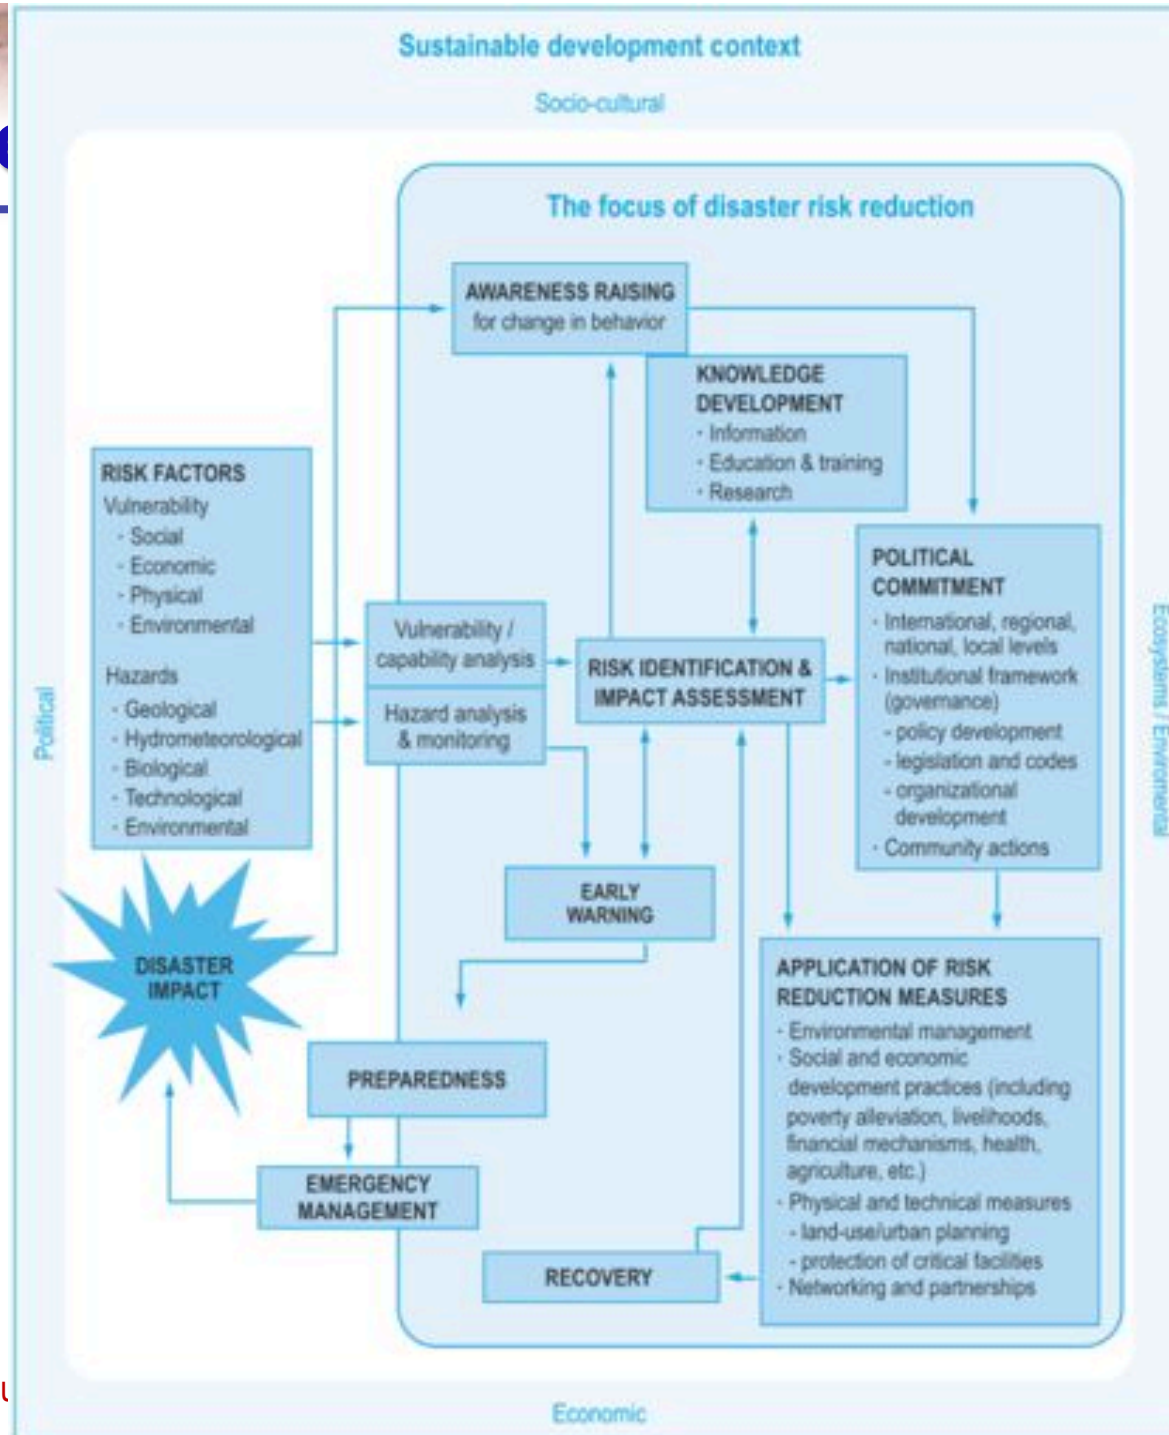 Sustainable development context
Socio-cultural
The focus of disaster risk reduction
AWARENESS RAISING
for change in behavior
KNOWLEDGE
DEVELOPMENT
· Information
· Education & training
· Research
RISK FACTORS
Vulnerability
· Social
· Economic
· Physical
· Environmental
Hazards
· Geological
· Hydrometeorological
· Biological
· Technological
· Environmental
Vulnerability /
capability analysis
Hazard analysis
& monitoring
RISK IDENTIFICATION &
IMPACT ASSESSMENT
POLITICAL
COMMITMENT
· International, regional,
national, local levels
· Institutional framework
(governance)
- policy development
- legislation and codes
- organizational
development
· Community actions
Political
Ecosystems / Enviromental
EARLY
WARNING
DISASTER
IMPACT
APPLICATION OF RISK
REDUCTION MEASURES
· Environmental management
· Social and economic
development practices (including
poverty alleviation, livelihoods,
financial mechanisms, health,
agriculture, etc.)
· Physical and technical measures
- land-use/urban planning
- protection of critical facilities
· Networking and partnerships
PREPAREDNESS
EMERGENCY
MANAGEMENT
RECOVERY
Economic